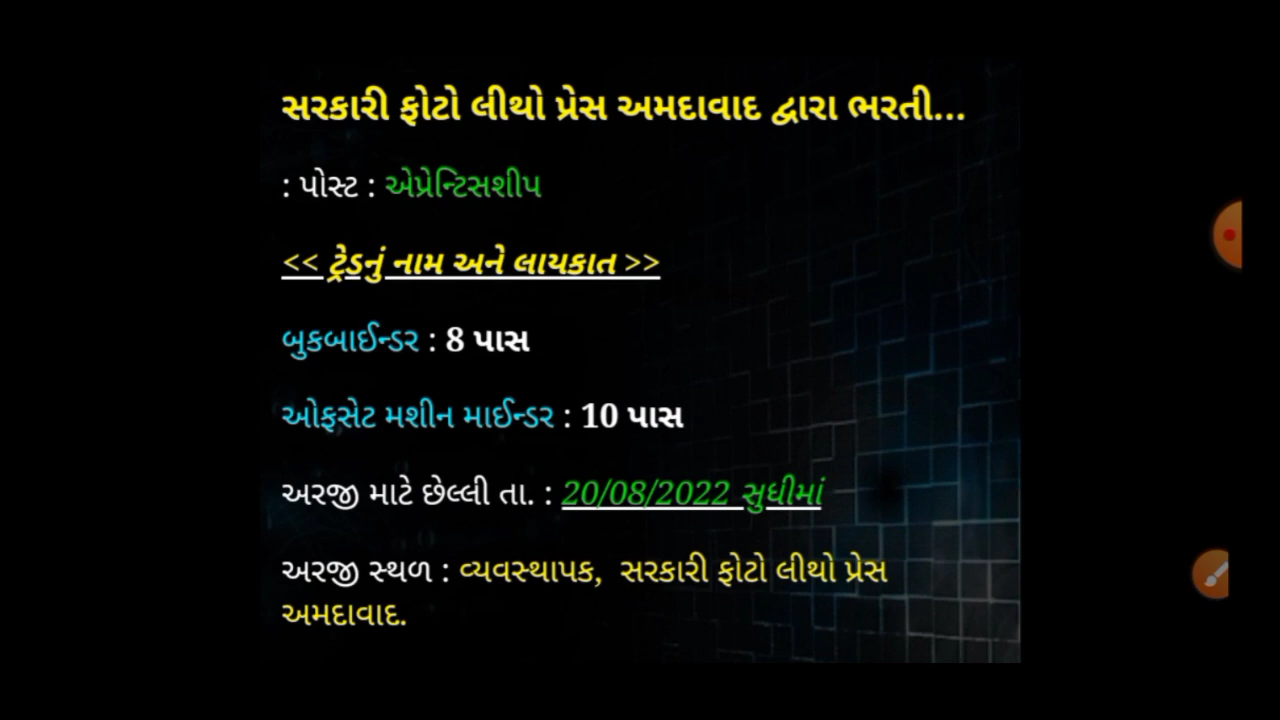 સરકારી ફોટો લીથો પ્રેસ અમદાવાદ દ્વારા ભરતી...
: પોસ્ટ : એપ્રેન્ટિસશીપ
<< ટ્રેડનું નામ અને લાયકાત >>
બુકબાઈન્ડર : 8 પાસ
ઓફસેટ મશીન માઈન્ડર : 10 પાસ
અરજી માટે છેલ્લી તા. : 20/08/2022 સુધીમાં
અરજી સ્થળ : વ્યવસ્થાપક, સરકારી ફોટો લીથો પ્રેસ
અમદાવાદ.